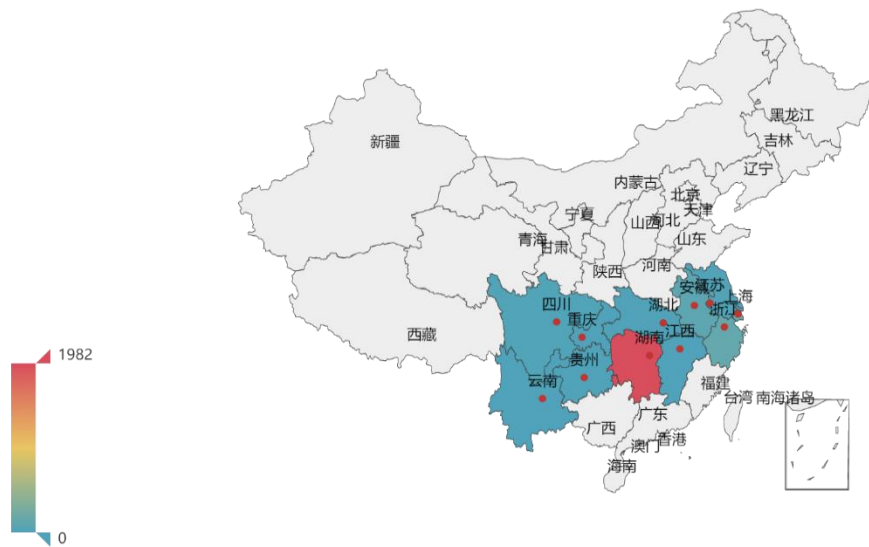 黑龙江
吉林
新疆
辽宁
内蒙古
北京
天津
宁夏
山西
河北
青海
甘肃
山东
河南
陕西
安徽
江苏
上海
四川
湖北
浙江
重庆
西藏
湖南
江西
1982
贵州
云南
福建
台湾
南海诸岛
广东
广西
香港
澳门
海南
0